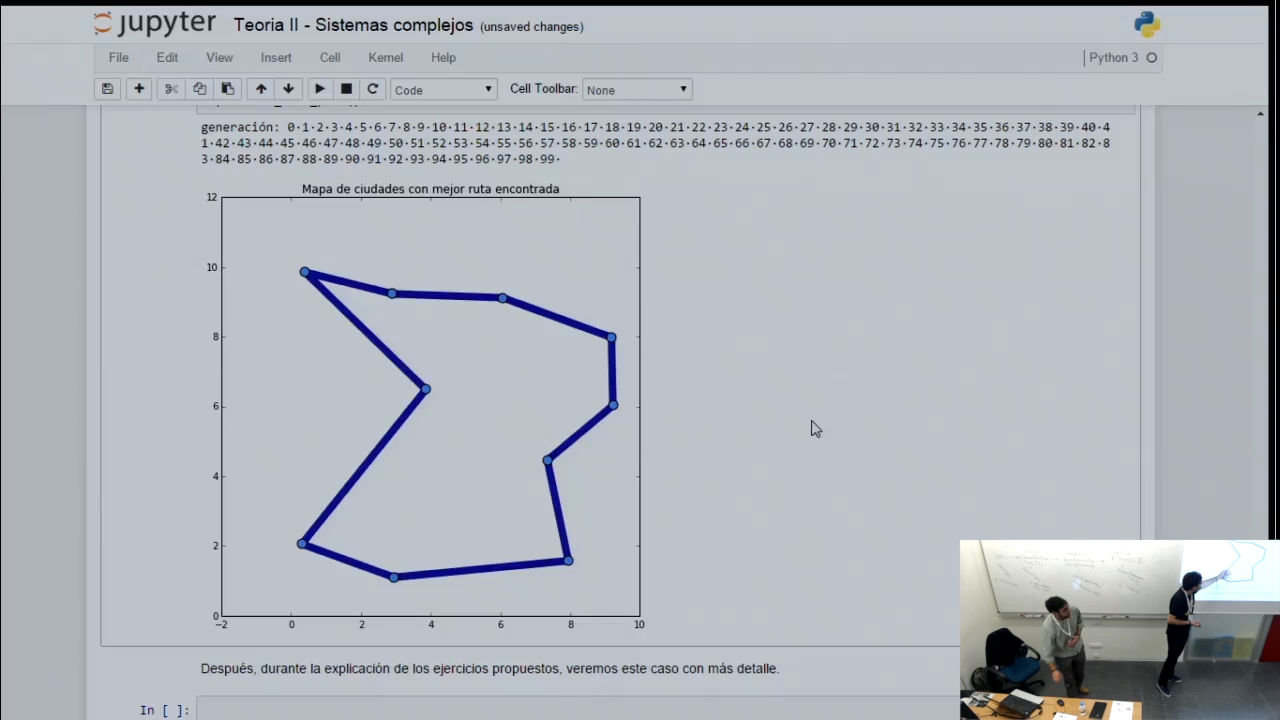 jupyter Teoria II - Sistemas complejos (unsaved changes)
File Edit View Insert Cell Kernel Help Python 3
Code Cell Toolbar: None
generación: 0·1·2·3·4·5·6·7·8·9·10·11·12·13·14·15·16·17·18·19·20·21·22·23·24·25·26·27·28·29·30·31·32·33·34·35·36·37·38·39·40·4
1·42·43·44·45·46·47·48·49·50·51·52·53·54·55·56·57·58·59·60·61·62·63·64·65·66·67·68·69·70·71·72·73·74·75·76·77·78·79·80·81·82·8
3·84·85·86·87·88·89·90·91·92·93·94·95·96·97·98·99·
Mapa de ciudades con mejor ruta encontrada
12
10
8
6
4
2
0
−2 0 2 4 6 8 10
Después, durante la explicación de los ejercicios propuestos, veremos este caso con más detalle.
In [ ]: